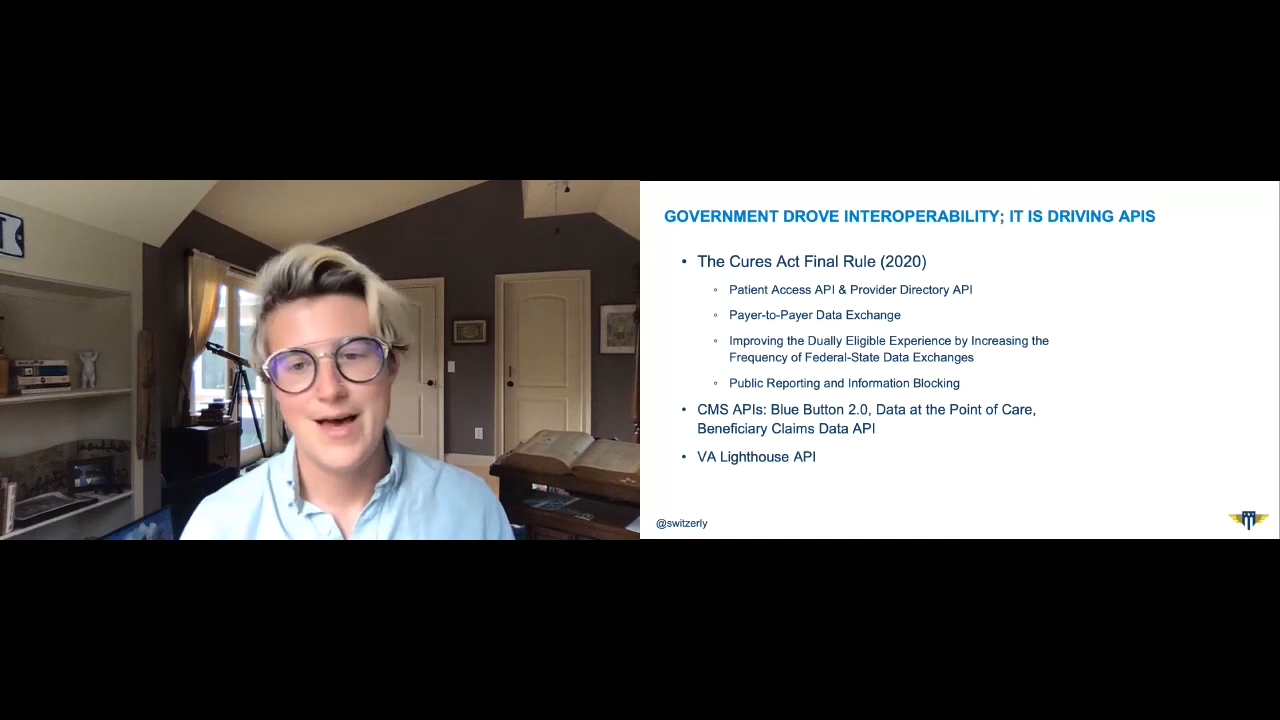 GOVERNMENT DROVE INTEROPERABILITY; IT IS DRIVING APIS
• The Cures Act Final Rule (2020)
◦ Patient Access API & Provider Directory API
◦ Payer-to-Payer Data Exchange
◦ Improving the Dually Eligible Experience by Increasing the
Frequency of Federal-State Data Exchanges
◦ Public Reporting and Information Blocking
• CMS APIs: Blue Button 2.0, Data at the Point of Care,
Beneficiary Claims Data API
• VA Lighthouse API
@switzerly